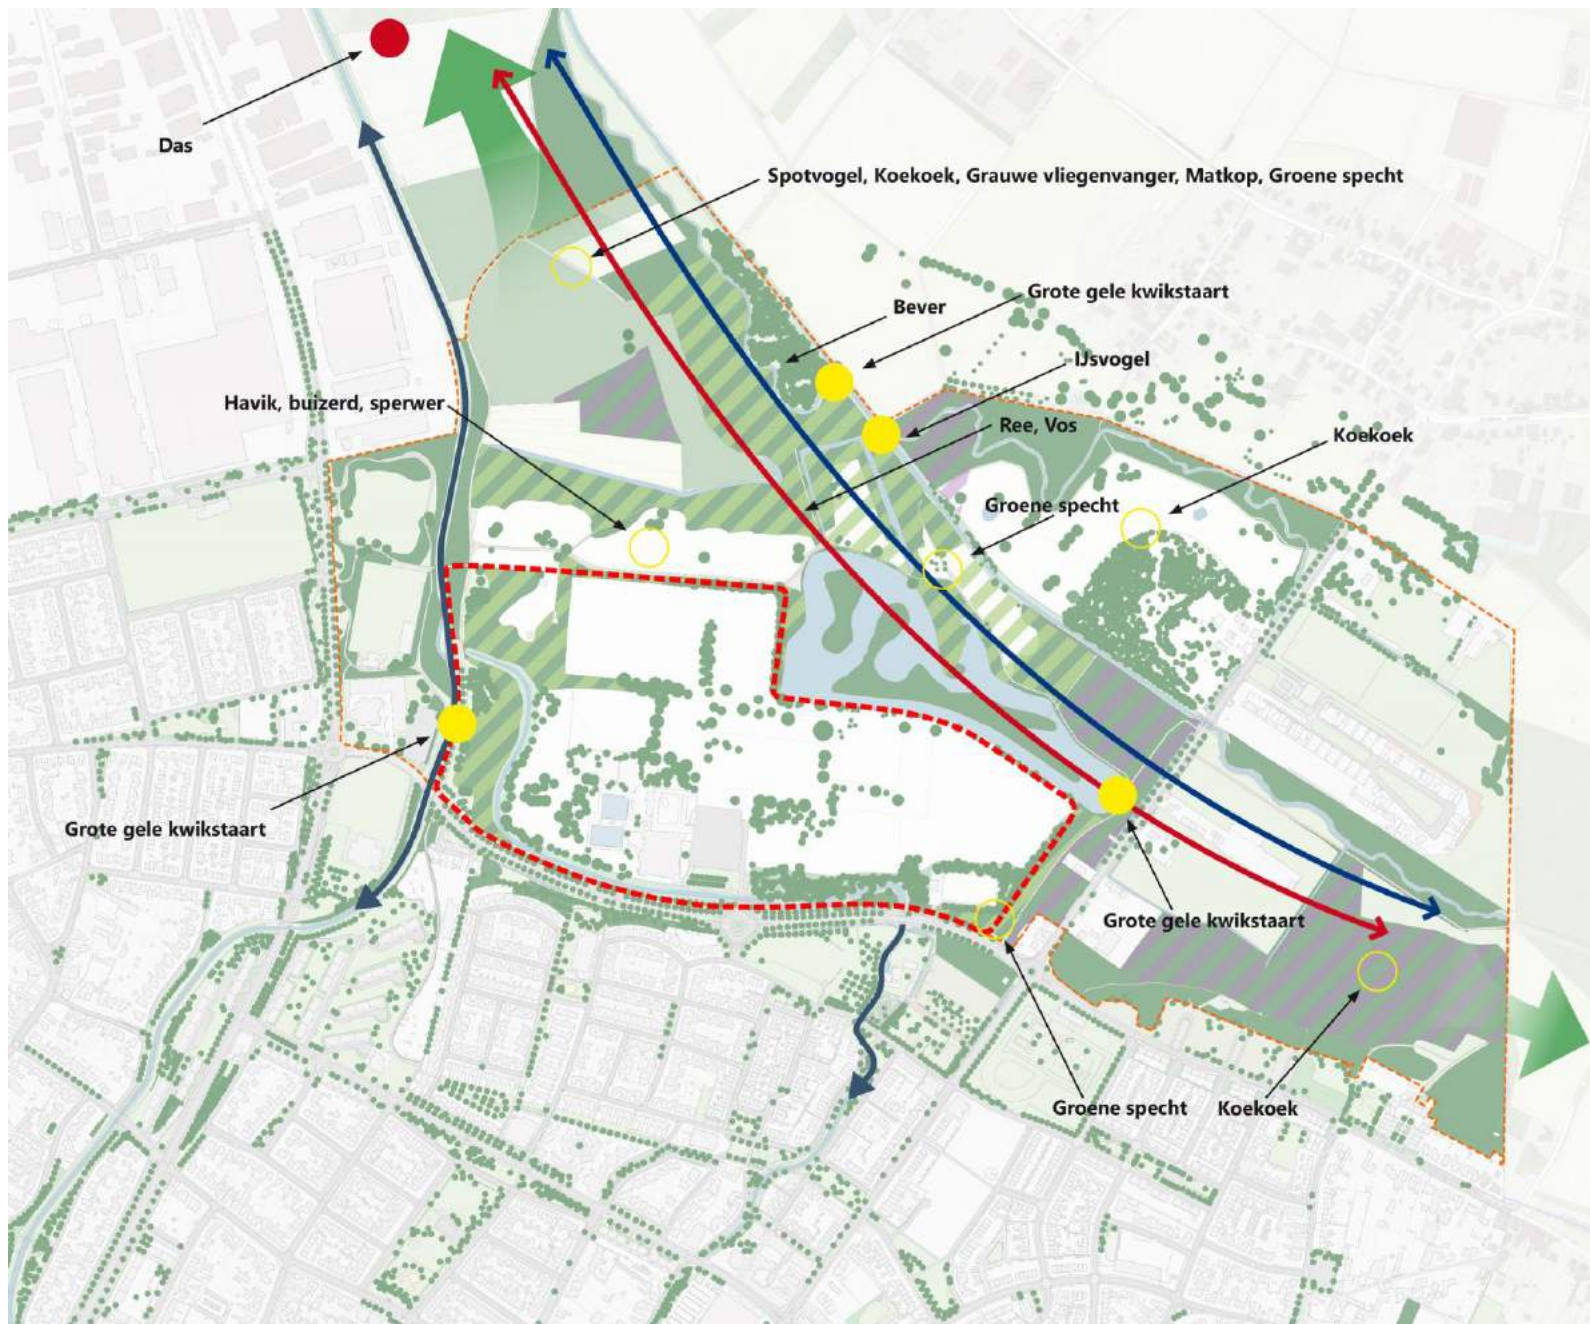 Das
Spotvogel, Koekoek, Grauwe vliegenvanger, Matkop, Groene specht
Grote gele kwikstaart
Bever
IJsvogel
Havik, buizerd, sperwer
Ree, Vos
Koekoek
Groene specht
Grote gele kwikstaart
Grote gele kwikstaart
Groene specht
Koekoek